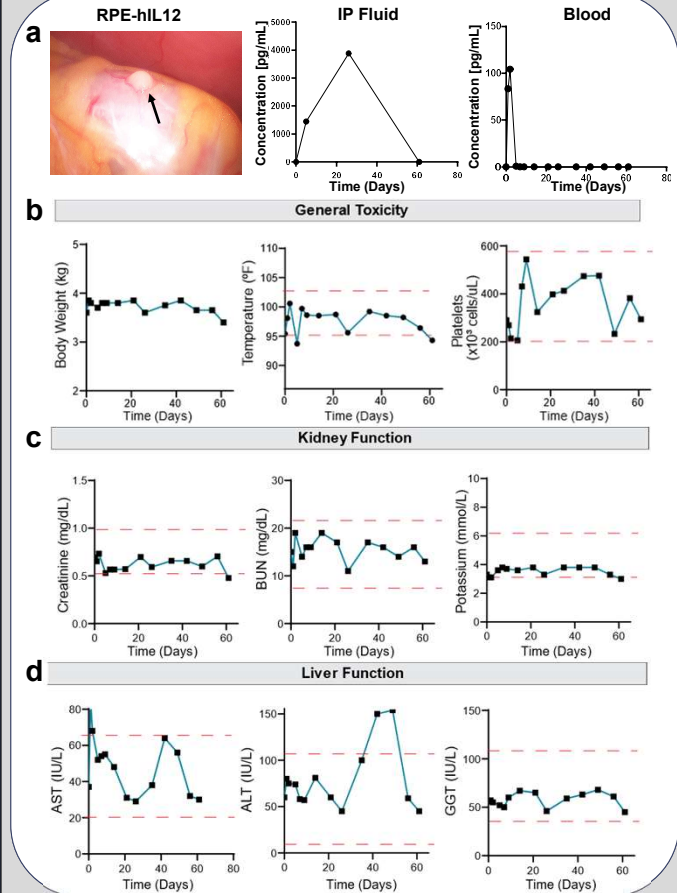 RPE-hIL12
IP Fluid
Blood
a
Concentration [pg/mL]
5000
4000
3000
2000
1000
0
0 20 40 60 80
Time (Days)
Concentration [pg/mL]
150
100
50
0
0 20 40 60 80
Time (Days)
b
General Toxicity
Body Weight (kg)
5
4
3
2
0 20 40 60
Time (Days)
Temperature (ºF)
110
105
100
95
90
0 20 40 60
Time (Days)
Platelets
(x10³ cells/uL)
600
400
200
0
0 20 40 60
Time (Days)
c
Kidney Function
Creatinine (mg/dL)
1.5
1.0
0.5
0.0
0 20 40 60
Time (Days)
BUN (mg/dL)
30
20
10
0
0 20 40 60
Time (Days)
Potassium (mmol/L)
10
8
6
4
2
0
0 20 40 60
Time (Days)
d
Liver Function
AST (IU/L)
80
60
40
20
0
0 20 40 60 80
Time (Days)
ALT (IU/L)
150
100
50
0
0 20 40 60
Time (Days)
GGT (IU/L)
150
100
50
0
0 20 40 60
Time (Days)